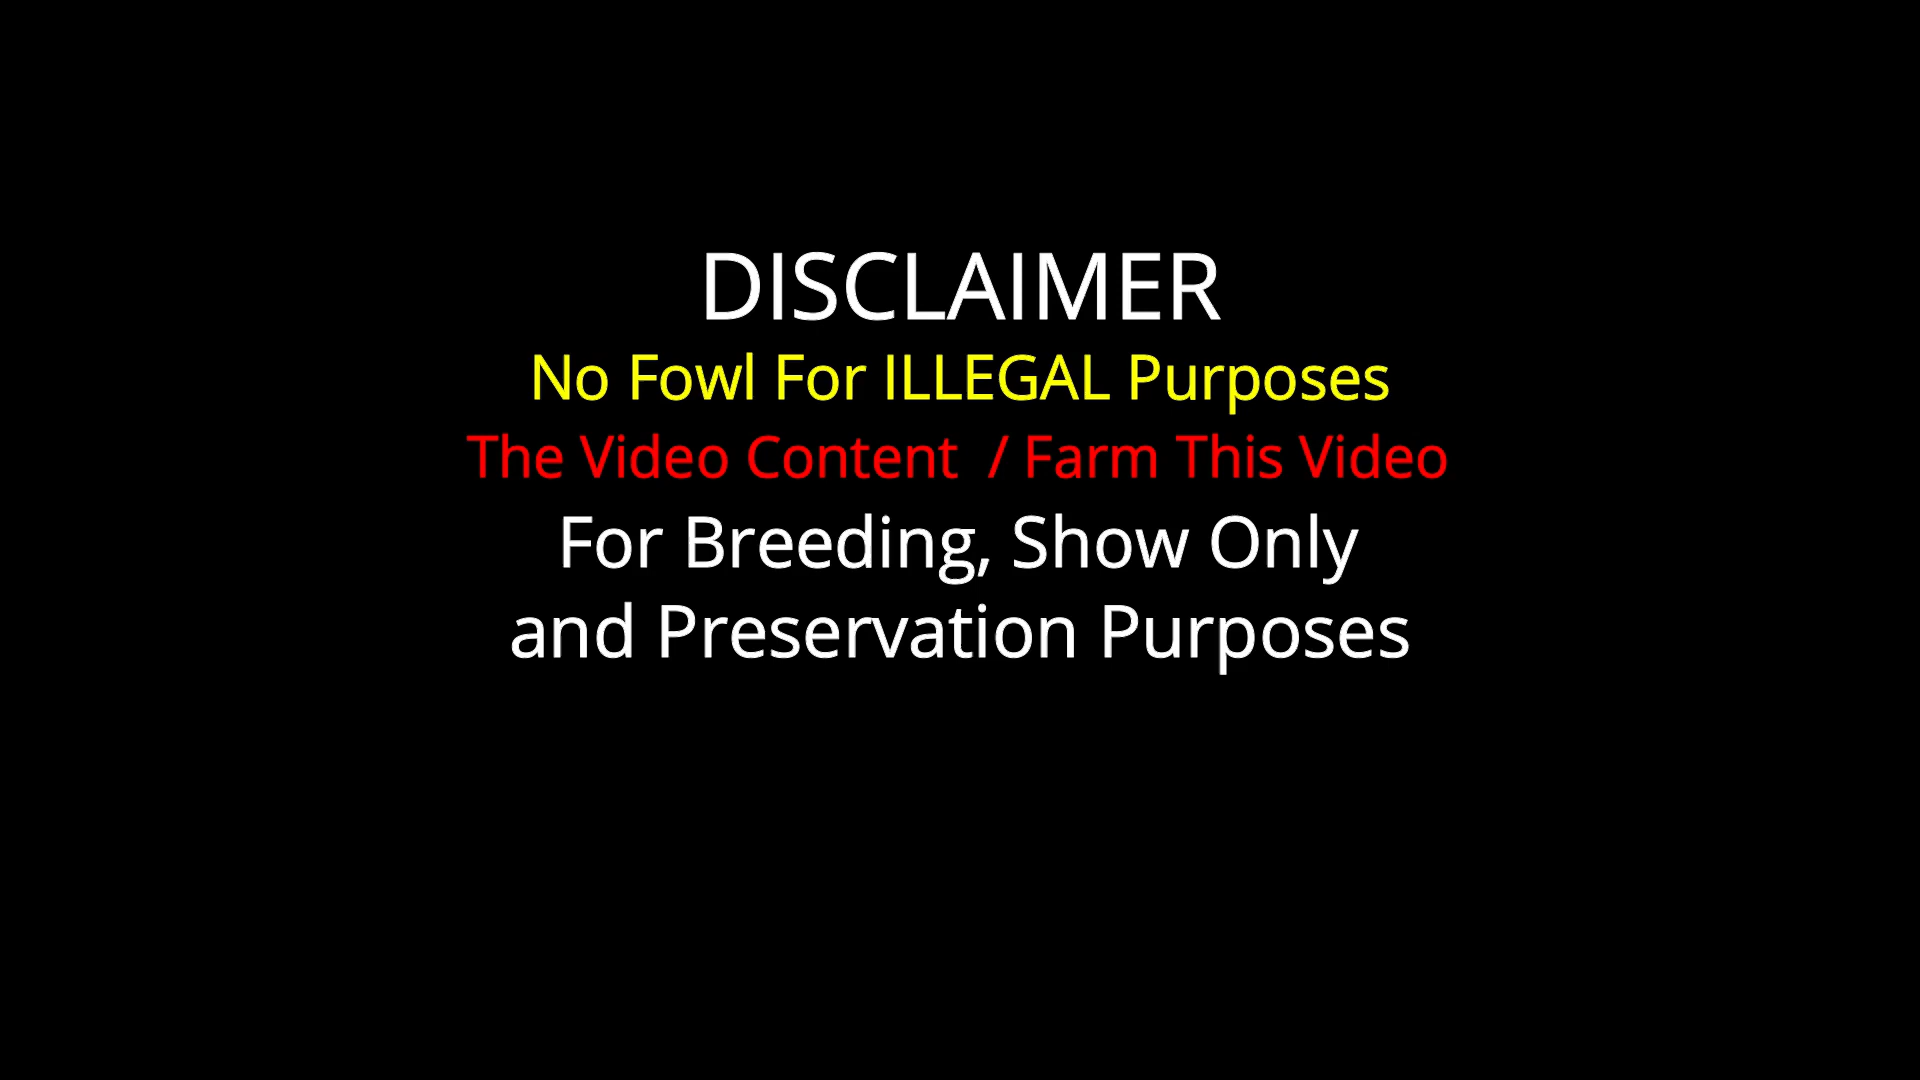 DISCLAIMER
No Fowl For ILLEGAL Purposes
The Video Content / Farm This Video
For Breeding, Show Only
and Preservation Purposes